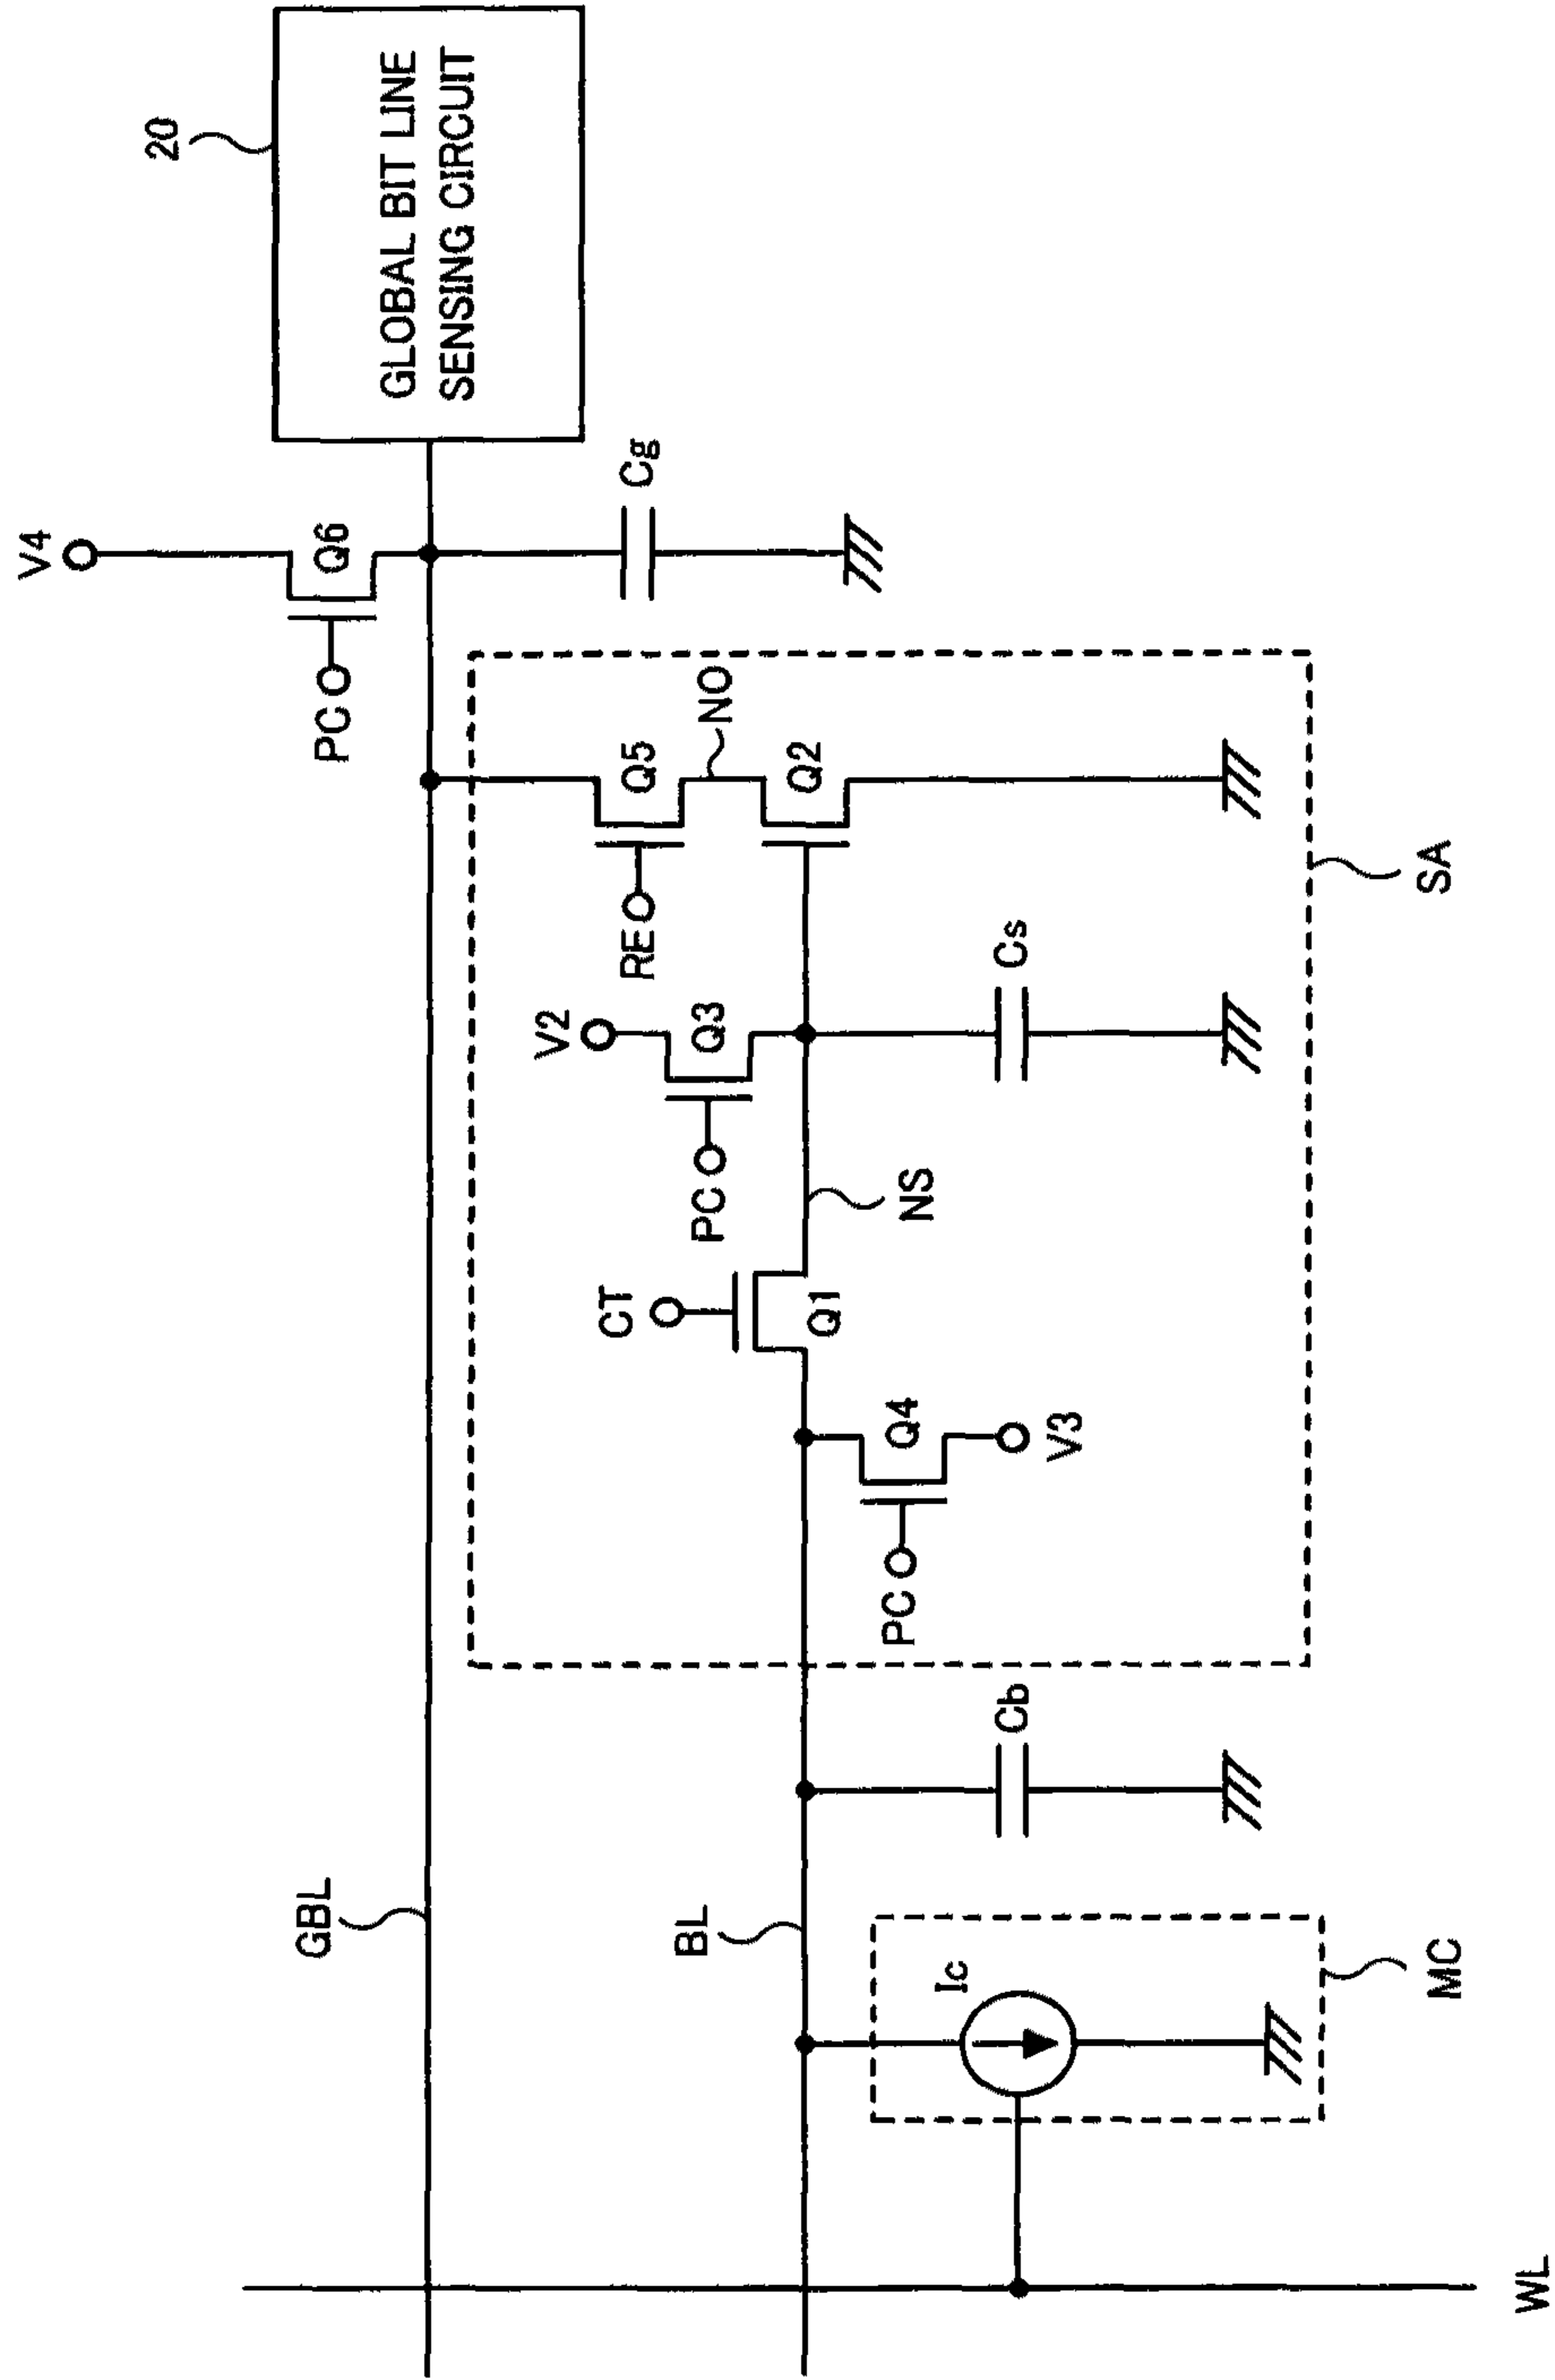 V4
20
Q6
PC
GLOBAL BIT LINE
SENSING CIRCUIT
GBL
Cg
V2
RE
Q5
NO
CT
PC
Q3
Q2
BL
Q1
NS
PC
Q4
Cs
Ic
Cb
V3
MC
SA
WL